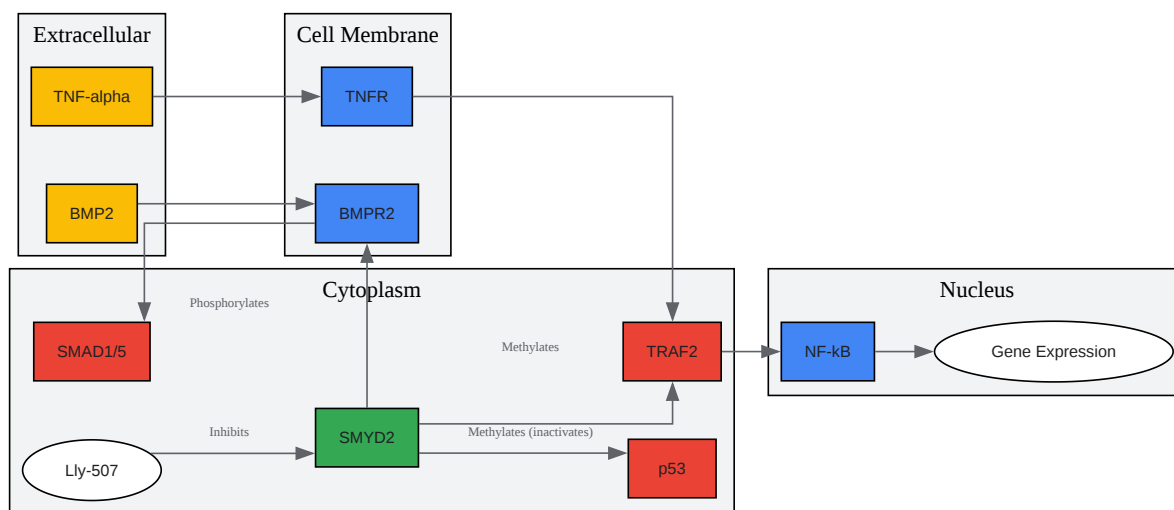 Extracellular
Cell Membrane
TNF-alpha
TNFR
BMP2
BMPR2
Cytoplasm
Nucleus
Phosphorylates
SMAD1/5
Methylates
TRAF2
NF-kB
Gene Expression
Inhibits
SMYD2
Methylates (inactivates)
Lly-507
p53